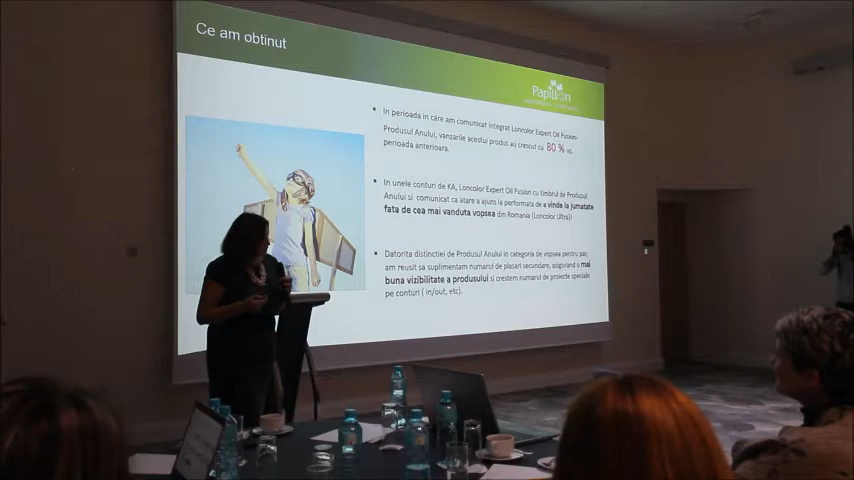 Ce am obtinut
Papillon
In perioada in care am comunicat integrat Loncolor Expert Oil Fusion-
Produsul Anului, vanzarile acestui produs au crescut cu 80 % vs.
perioada anterioara.
In unele conturi de KA, Loncolor Expert Oil Fusion cu timbrul de Produsul
Anului si comunicat ca atare a ajuns la performata de a vinde la jumatate
fata de cea mai vanduta vopsea din Romania (Loncolor Ultra)!
Datorita distinctiei de Produsul Anului in categoria de vopsea pentru par,
am reusit sa suplimentam numarul de plasari secundare, asigurand o mai
buna vizibilitate a produsului si crestem numarul de proiecte speciale
pe conturi ( in/out, etc).